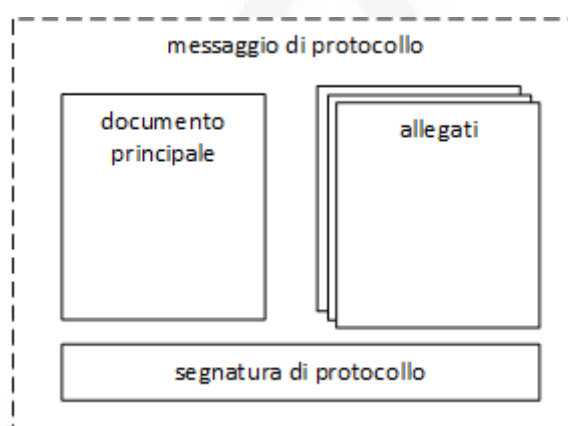 messaggio di protocollo
documento
principale
allegati
segnatura di protocollo